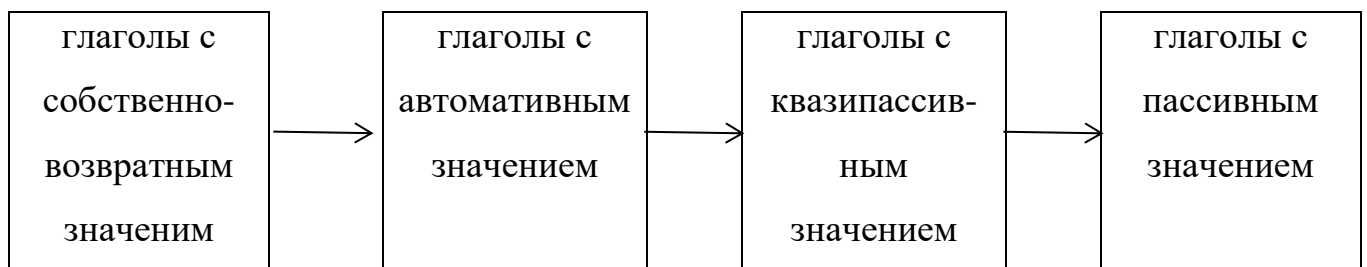 глаголы с
собственно-
возвратным
значеним
глаголы с
автомативным
значением
глаголы с
квазипассив-
ным
значением
глаголы с
пассивным
значением